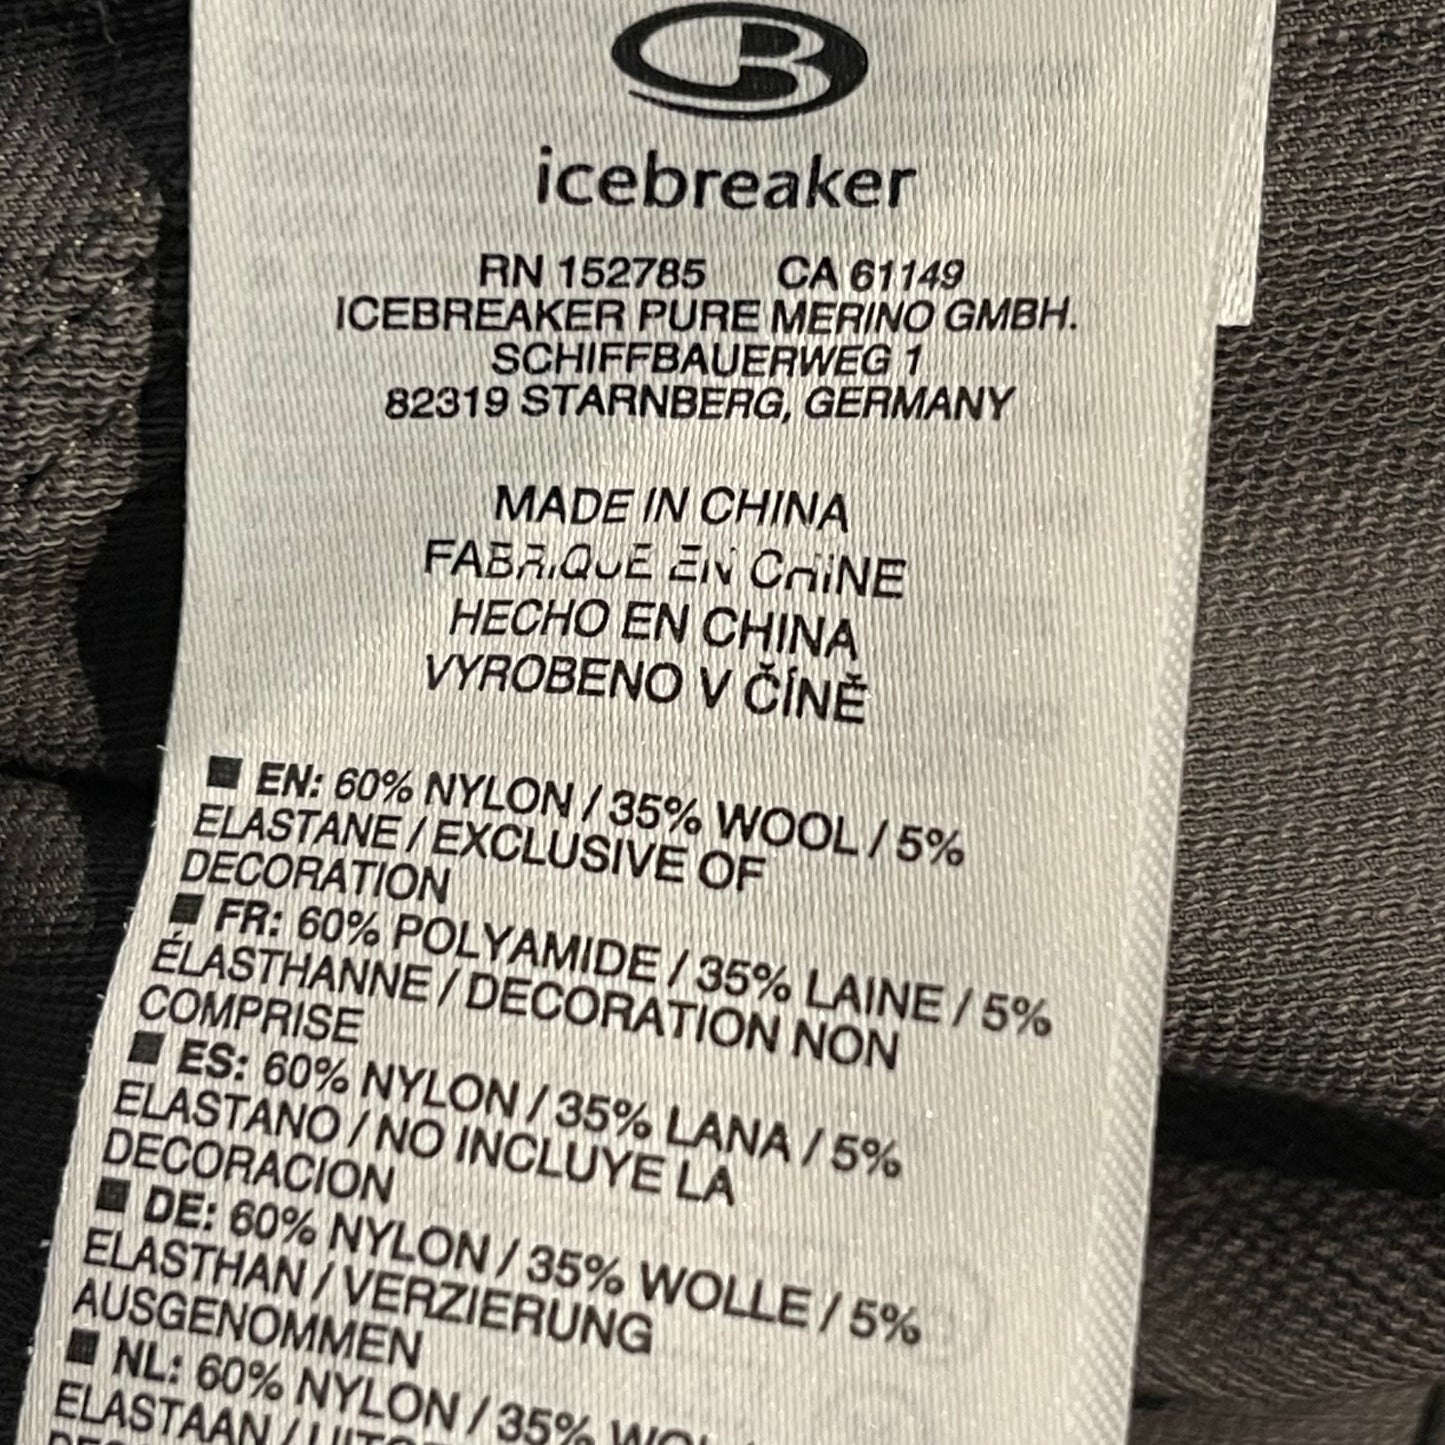 icebreaker
RN 152785 CA 61149
ICEBREAKER PURE MERINO GMBH.
SCHIFFBAUERWEG 1
82319 STARNBERG, GERMANY
MADE IN CHINA
FABRIQUE EN CHINE
HECHO EN CHINA
VYROBENO V ČÍNĚ
■ EN: 60% NYLON / 35% WOOL / 5%
ELASTANE / EXCLUSIVE OF
DECORATION
■ FR: 60% POLYAMIDE / 35% LAINE / 5%
ÉLASTHANNE / DECORATION NON
COMPRISE
■ ES: 60% NYLON / 35% LANA / 5%
ELASTANO / NO INCLUYE LA
DECORACION
■ DE: 60% NYLON / 35% WOLLE / 5%
ELASTHAN / VERZIERUNG
AUSGENOMMEN
■ NL: 60% NYLON / 35%
ELASTAAN /